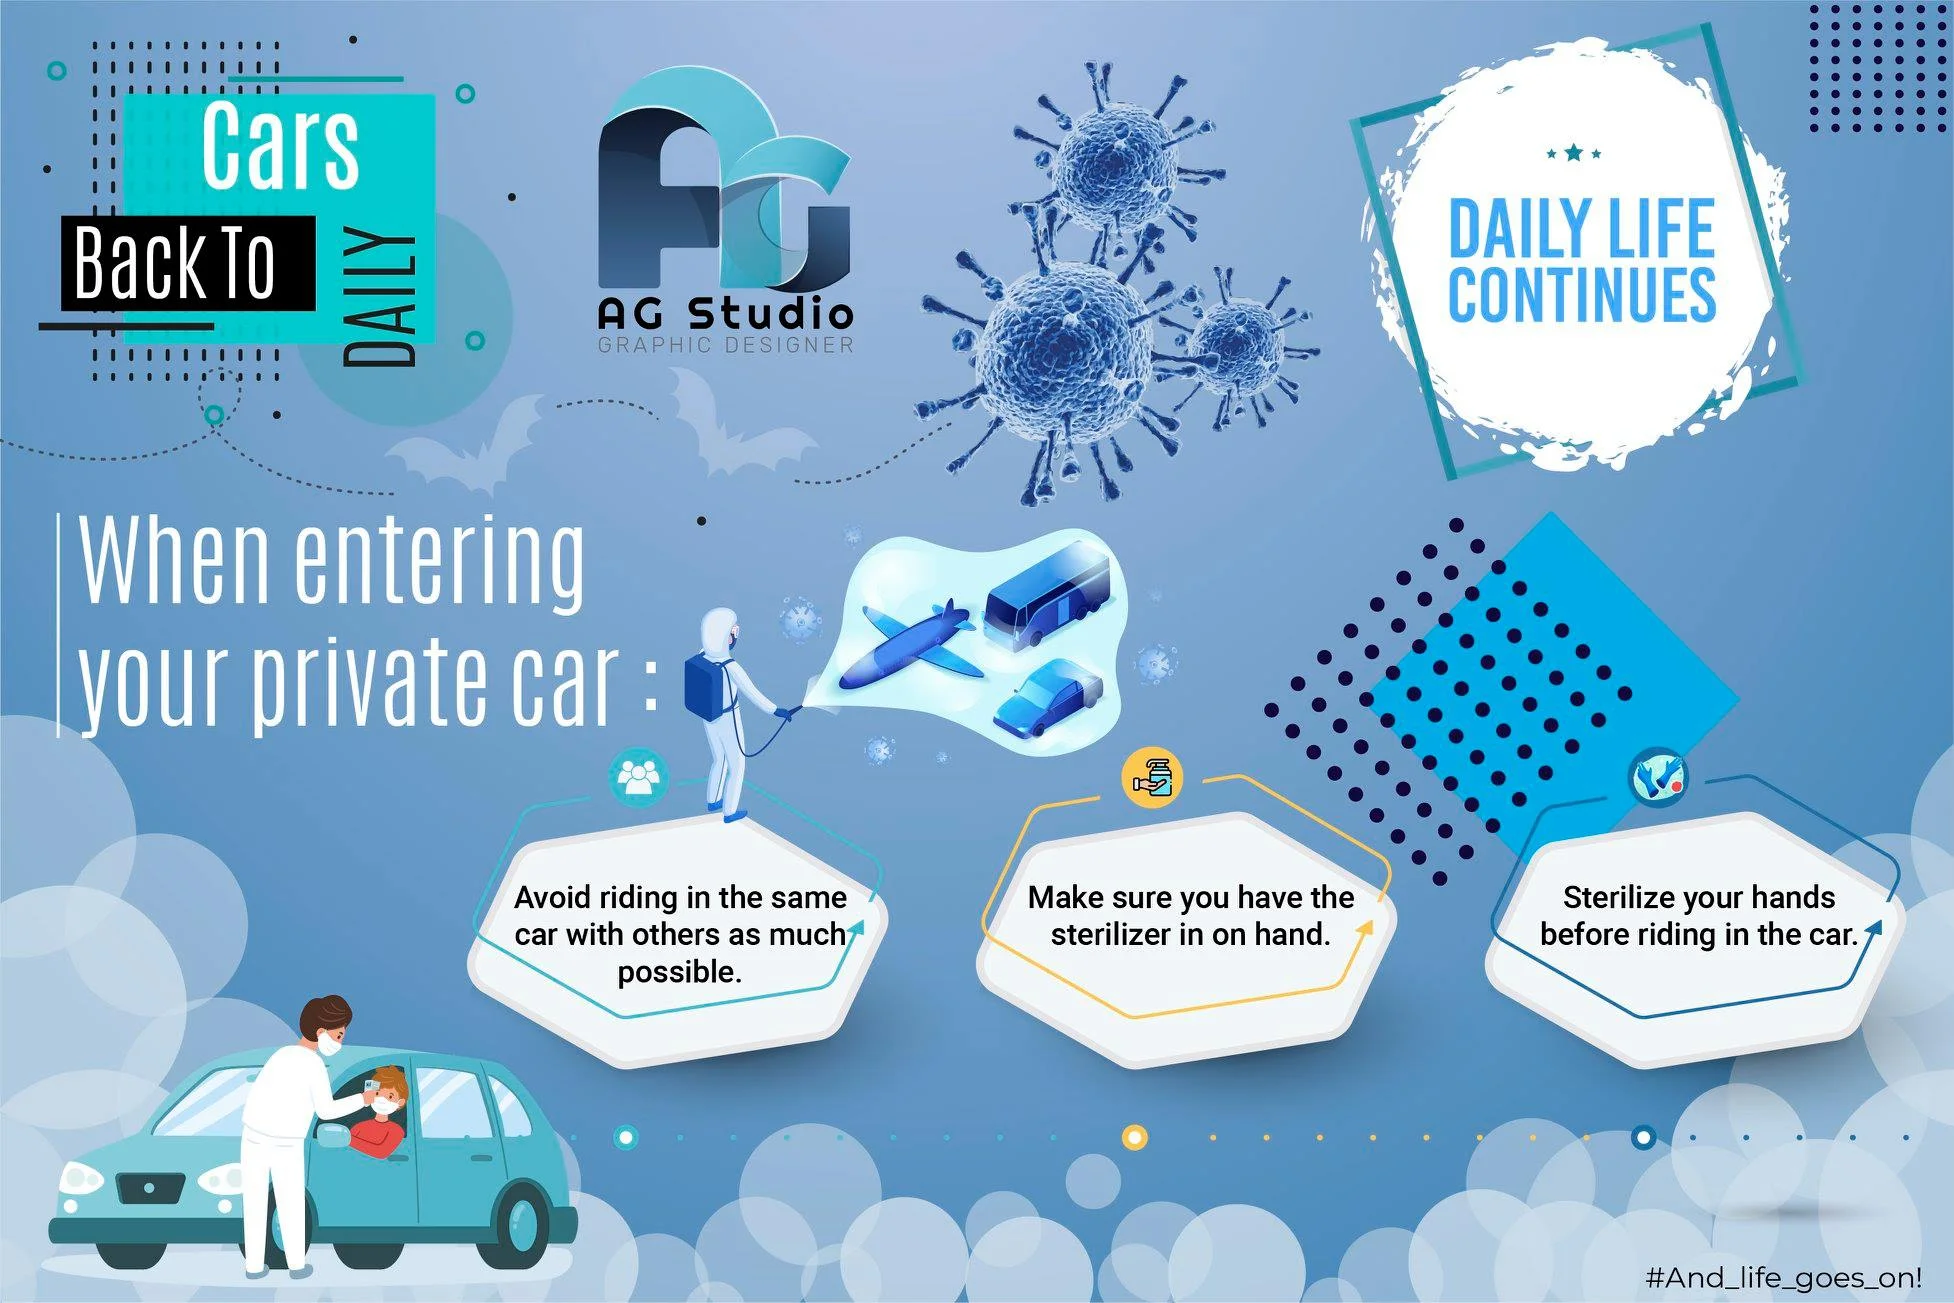 Cars
Back To
DAILY
AG
AG Studio
GRAPHIC DESIGNER
DAILY LIFE
CONTINUES
When entering
your private car :
Avoid riding in the same
car with others as much
possible.
Make sure you have the
sterilizer in on hand.
Sterilize your hands
before riding in the car.
#And_life_goes_on!